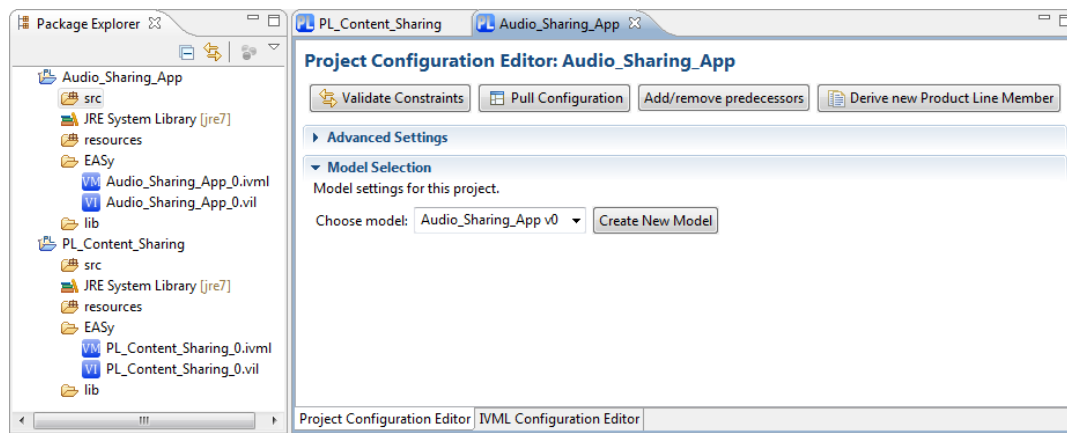 Package Explorer
Audio_Sharing_App
src
JRE System Library [jre7]
resources
EASy
VM Audio_Sharing_App_0.ivml
VI Audio_Sharing_App_0.vil
lib
PL_Content_Sharing
src
JRE System Library [jre7]
resources
EASy
VM PL_Content_Sharing_0.ivml
VI PL_Content_Sharing_0.vil
lib
PL PL_Content_Sharing PL Audio_Sharing_App
Project Configuration Editor: Audio_Sharing_App
Validate Constraints Pull Configuration Add/remove predecessors Derive new Product Line Member
Advanced Settings
Model Selection
Model settings for this project.
Choose model: Audio_Sharing_App v0 Create New Model
Project Configuration Editor IVML Configuration Editor